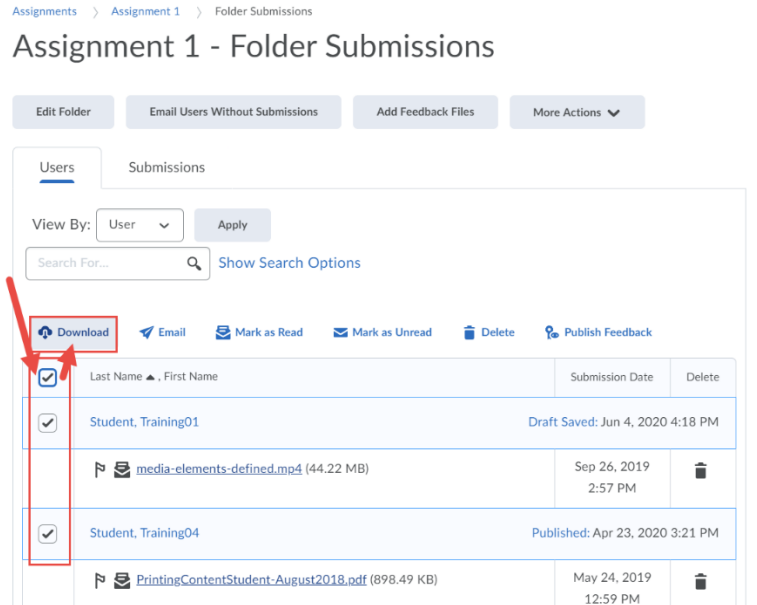 Assignments > Assignment 1 > Folder Submissions
Assignment 1 - Folder Submissions
Edit Folder Email Users Without Submissions Add Feedback Files More Actions
Users Submissions
View By: User Apply
Search For... Show Search Options
Download Email Mark as Read Mark as Unread Delete Publish Feedback
Last Name ▲ , First Name Submission Date Delete
Student, Training01 Draft Saved: Jun 4, 2020 4:18 PM
media-elements-defined.mp4 (44.22 MB) Sep 26, 2019
2:57 PM
Student, Training04 Published: Apr 23, 2020 3:21 PM
PrintingContentStudent-August2018.pdf (898.49 KB) May 24, 2019
12:59 PM